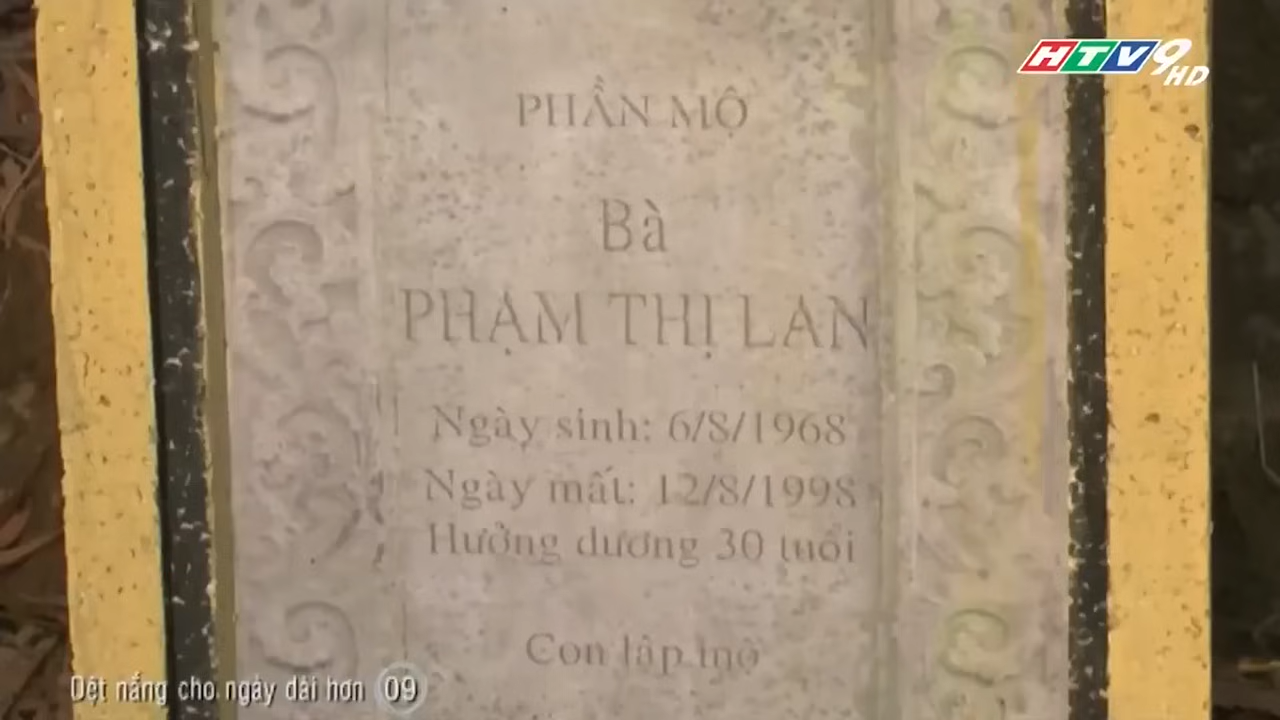 HTV9 HD
PHẦN MỘ
Bà
PHẠM THỊ LAN
Ngày sinh: 6/8/1968
Ngày mất: 12/8/1998
Hưởng dương 30 tuổi
Con lập mộ
Dệt nắng cho ngày dài hơn 09